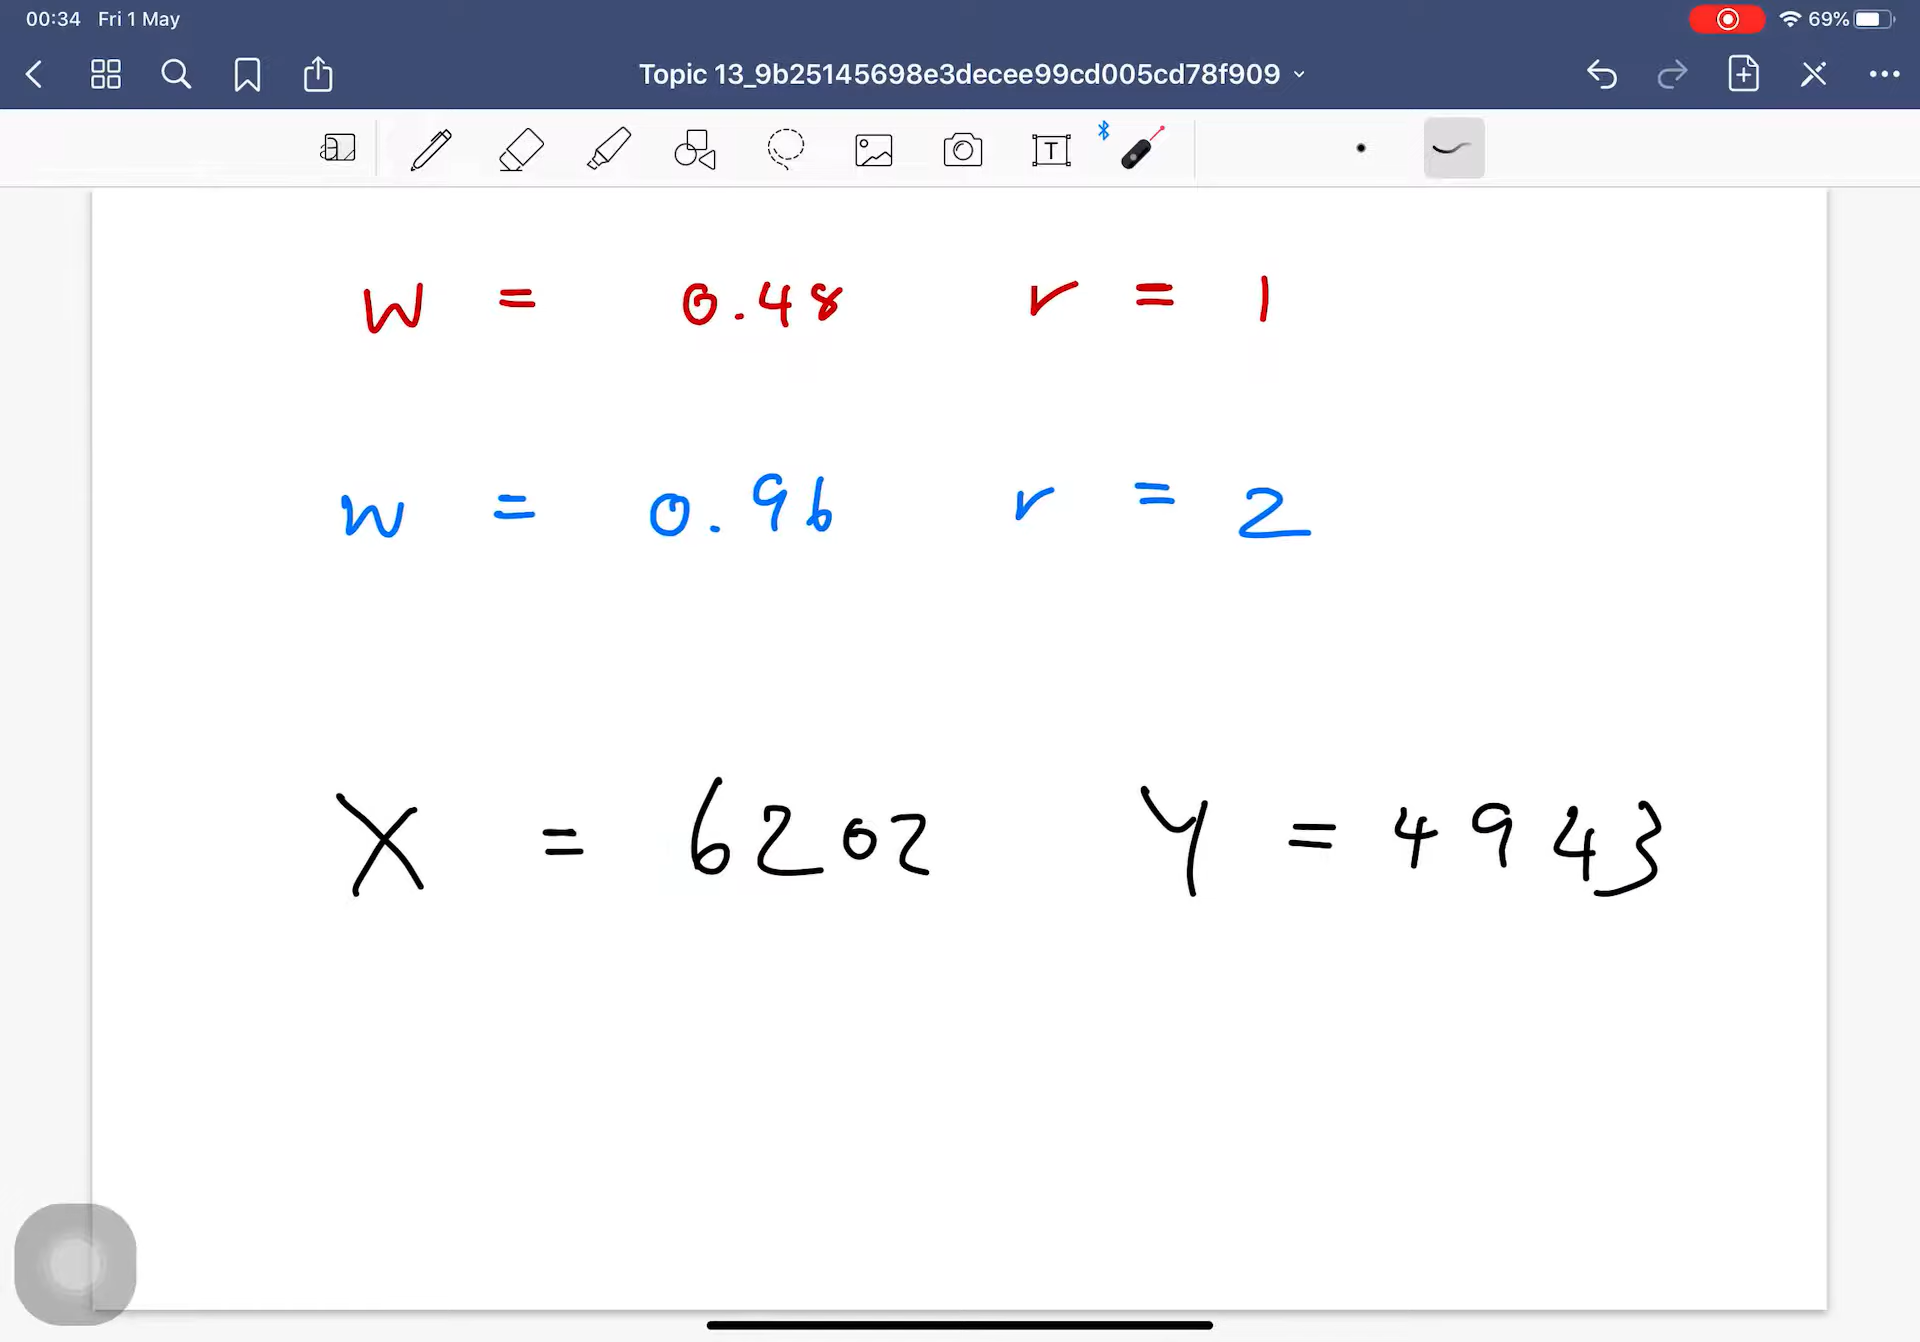 00:34 Fri 1 May 69%
Topic 13_9b25145698e3decee99cd005cd78f909
W = 0.48 r = 1
w = 0.96 r = 2
X = 6202 Y = 4943